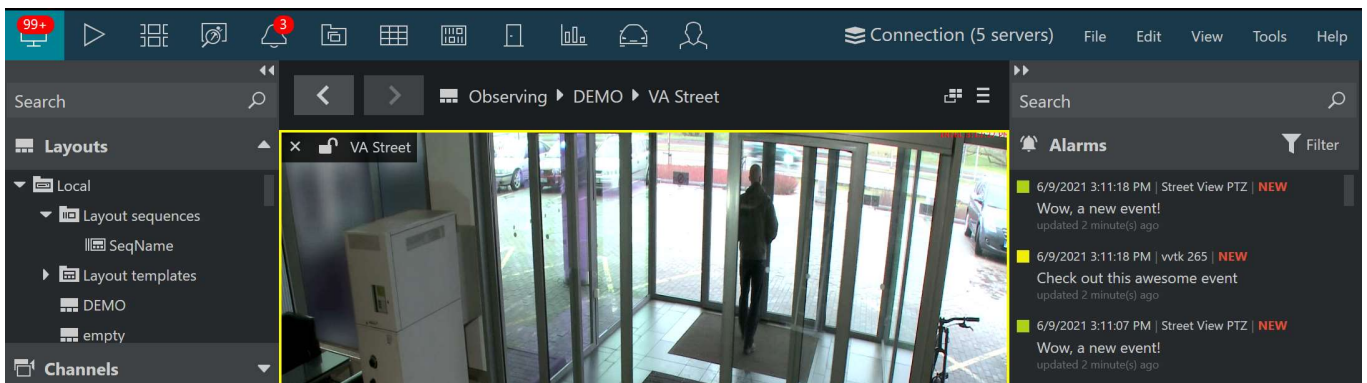 99+
3
Connection (5 servers)
File
Edit
View
Tools
Help
Search
Layouts
Local
Layout sequences
SeqName
Layout templates
DEMO
empty
Channels
Observing DEMO VA Street
VA Street
Search
Alarms
Filter
6/9/2021 3:11:18 PM | Street View PTZ | NEW
Wow, a new event!
updated 2 minute(s) ago
6/9/2021 3:11:18 PM | vvtk 265 | NEW
Check out this awesome event
updated 2 minute(s) ago
6/9/2021 3:11:07 PM | Street View PTZ | NEW
Wow, a new event!
updated 2 minute(s) ago